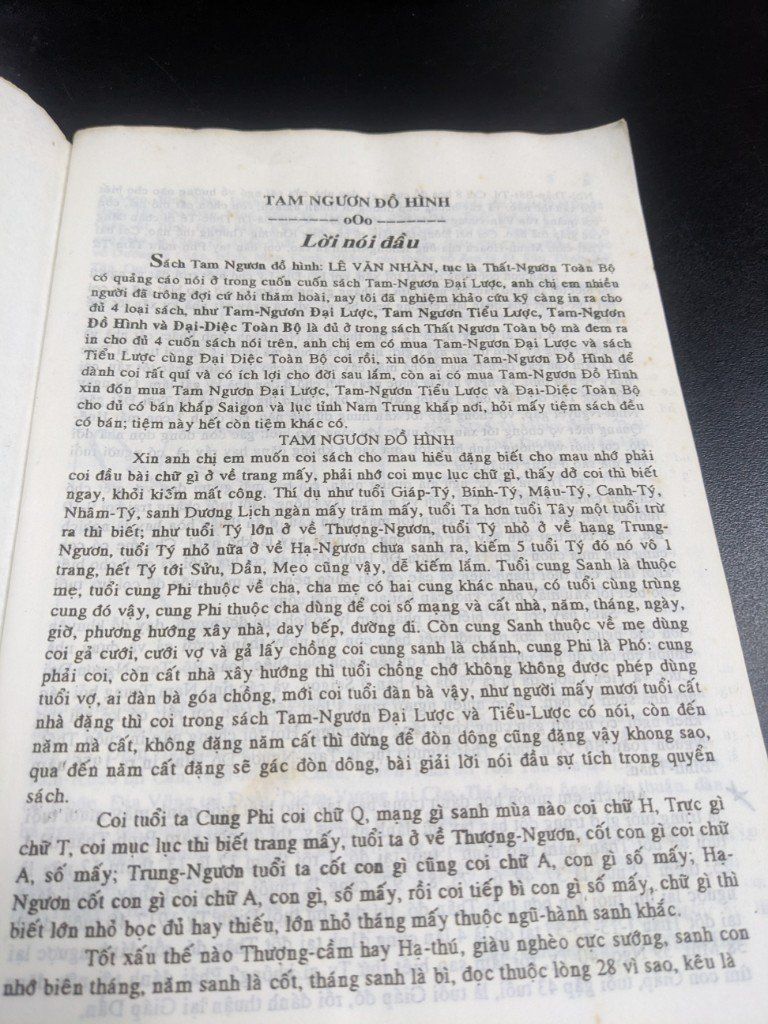 TAM NGƯƠN ĐỒ HÌNH
------- oOo -------
Lời nói đầu
Sách Tam Ngươn đồ hình: LÊ VĂN NHÀN, tục là Thất-Ngươn Toàn Bộ
có quảng cáo nói ở trong cuốn cuốn sách Tam-Ngươn Đại Lược, anh chị em nhiều
người đã trông đợi cứ hỏi thăm hoài, nay tôi đã nghiệm khảo cứu kỹ càng in ra cho
đủ 4 loại sách, như Tam-Ngươn Đại Lược, Tam Ngươn Tiểu Lược, Tam-Ngươn
Đồ Hình và Đại-Diệc Toàn Bộ là đủ ở trong sách Thất Ngươn Toàn bộ mà đem ra
in cho đủ 4 cuốn sách nói trên, anh chị em có mua Tam-Ngươn Đại Lược và sách
Tiểu Lược cùng Đại Diệc Toàn Bộ coi rồi, xin đón mua Tam-Ngươn Đồ Hình để
dành coi rất quí và có ích lợi cho đời sau lắm, còn ai có mua Tam-Ngươn Đồ Hình
xin đón mua Tam Ngươn Đại Lược, Tam-Ngươn Tiểu Lược và Đại-Diệc Toàn Bộ
cho đủ có bán khắp Saigon và lục tỉnh Nam Trung khắp nơi, hỏi mấy tiệm sách đều
có bán; tiệm này hết còn tiệm khác có.
TAM NGƯƠN ĐỒ HÌNH
Xin anh chị em muốn coi sách cho mau hiểu đặng biết cho mau nhớ phải
coi đầu bài chữ gì ở về trang mấy, phải nhớ coi mục lục chữ gì, thấy dở coi thì biết
ngay, khỏi kiếm mất công. Thí dụ như tuổi Giáp-Tý, Bính-Tý, Mậu-Tý, Canh-Tý,
Nhâm-Tý, sanh Dương Lịch ngàn mấy trăm mấy, tuổi Ta hơn tuổi Tây một tuổi trừ
ra thì biết; như tuổi Tý lớn ở về Thượng-Ngươn, tuổi Tý nhỏ ở về hạng Trung-
Ngươn, tuổi Tý nhỏ nữa ở về Hạ-Ngươn chưa sanh ra, kiếm 5 tuổi Tý đó nó vô 1
trang, hết Tý tới Sửu, Dần, Mẹo cũng vậy, dễ kiếm lắm. Tuổi cung Sanh là thuộc
mẹ, tuổi cung Phi thuộc về cha, cha mẹ có hai cung khác nhau, có tuổi cùng trùng
cung đó vậy, cung Phi thuộc cha dùng để coi số mạng và cất nhà, năm, tháng, ngày,
giờ, phương hướng xây nhà, day bếp, đường đi. Còn cung Sanh thuộc về mẹ dùng
coi gả cưới, cưới vợ và gả lấy chồng coi cung sanh là chánh, cung Phi là Phó: cung
phải coi, còn cất nhà xây hướng thì tuổi chồng chớ không không được phép dùng
tuổi vợ, ai đàn bà góa chồng, mới coi tuổi đàn bà vậy, như người mấy mươi tuổi cất
nhà đặng thì coi trong sách Tam-Ngươn Đại Lược và Tiểu-Lược có nói, còn đến
năm mà cất, không đặng năm cất thì đừng để đòn dông cũng đặng vậy khong sao,
qua đến năm cất đặng sẽ gác đòn dông, bài giải lời nói đầu sự tích trong quyển
sách.
Coi tuổi ta Cung Phi coi chữ Q, mạng gì sanh mùa nào coi chữ H, Trực gì
chữ T, coi mục lục thì biết trang mấy, tuổi ta ở về Thượng-Ngươn, cốt con gì coi chữ
A, số mấy; Trung-Ngươn tuổi ta cốt con gì cũng coi chữ A, con gì số mấy; Hạ-
Ngươn cốt con gì coi chữ A, con gì, số mấy, rồi coi tiếp bì con gì số mấy, chữ gì thì
biết lớn nhỏ bọc đủ hay thiếu, lớn nhỏ tháng mấy thuộc ngũ-hành sanh khắc.
Tốt xấu thế nào Thượng-cầm hay Hạ-thú, giàu nghèo cực sướng, sanh con
nhớ biên tháng, năm sanh là cốt, tháng sanh là bì, đọc thuộc lòng 28 vì sao, kêu là